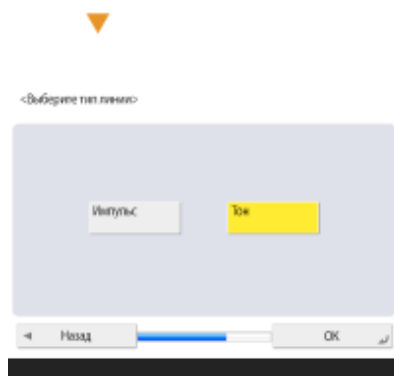 <Выберите тип линии>
Импульс
Тон
Назад
OK